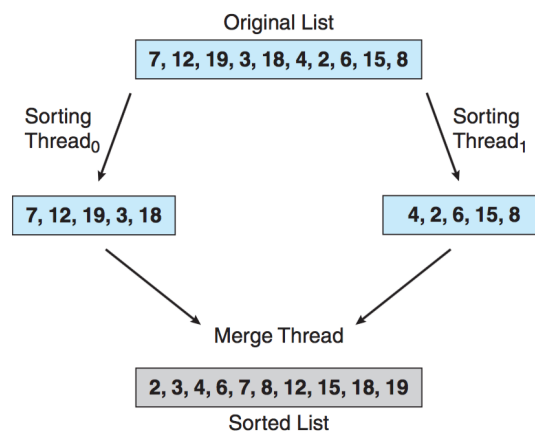 Original List
7, 12, 19, 3, 18, 4, 2, 6, 15, 8
Sorting
Thread0
Sorting
Thread1
7, 12, 19, 3, 18
4, 2, 6, 15, 8
Merge Thread
2, 3, 4, 6, 7, 8, 12, 15, 18, 19
Sorted List